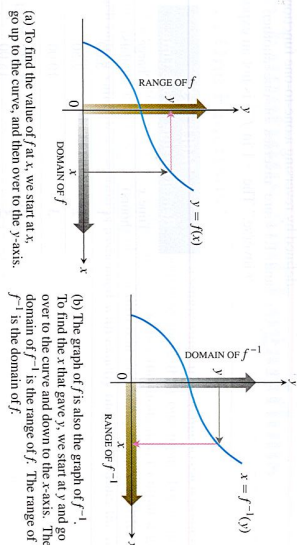 y
RANGE OF f
y
y = f(x)
0
x
x
DOMAIN OF f
(a) To find the value of f at x, we start at x,
go up to the curve, and then over to the y-axis.
y
DOMAIN OF f⁻¹
y
x = f⁻¹(y)
0
x
x
RANGE OF f⁻¹
(b) The graph of f is also the graph of f⁻¹.
To find the x that gave y, we start at y and go
over to the curve and down to the x-axis. The
domain of f⁻¹ is the range of f. The range of
f⁻¹ is the domain of f.